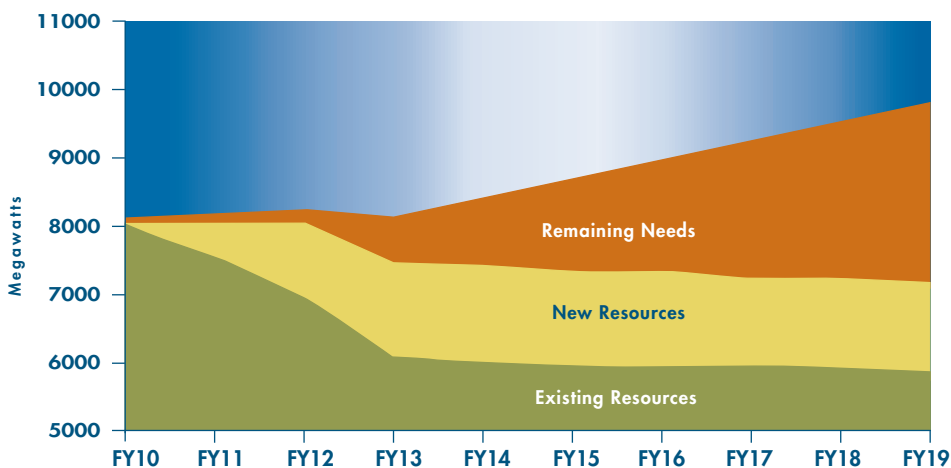 11000
10000
9000
8000
7000
6000
5000
Megawatts
Remaining Needs
New Resources
Existing Resources
FY10 FY11 FY12 FY13 FY14 FY15 FY16 FY17 FY18 FY19